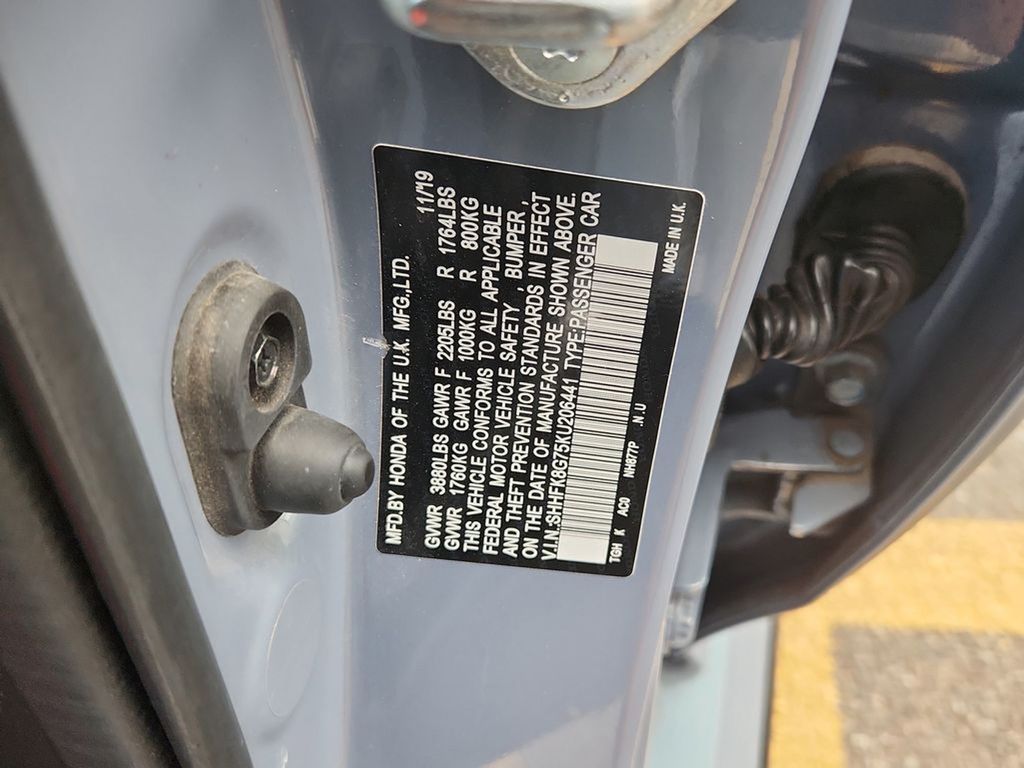 MFD.BY HONDA OF THE U.K. MFG.,LTD. 11/19
GVWR 3880LBS GAWR F 2205LBS R 1764LBS
GVWR 1760KG GAWR F 1000KG R 800KG
THIS VEHICLE CONFORMS TO ALL APPLICABLE
FEDERAL MOTOR VEHICLE SAFETY , BUMPER ,
AND THEFT PREVENTION STANDARDS IN EFFECT
ON THE DATE OF MANUFACTURE SHOWN ABOVE.
V.I.N.:SHHFK8G75KU206441 TYPE:PASSENGER CAR
TGH K AG0 NH877P .N.U MADE IN U.K.